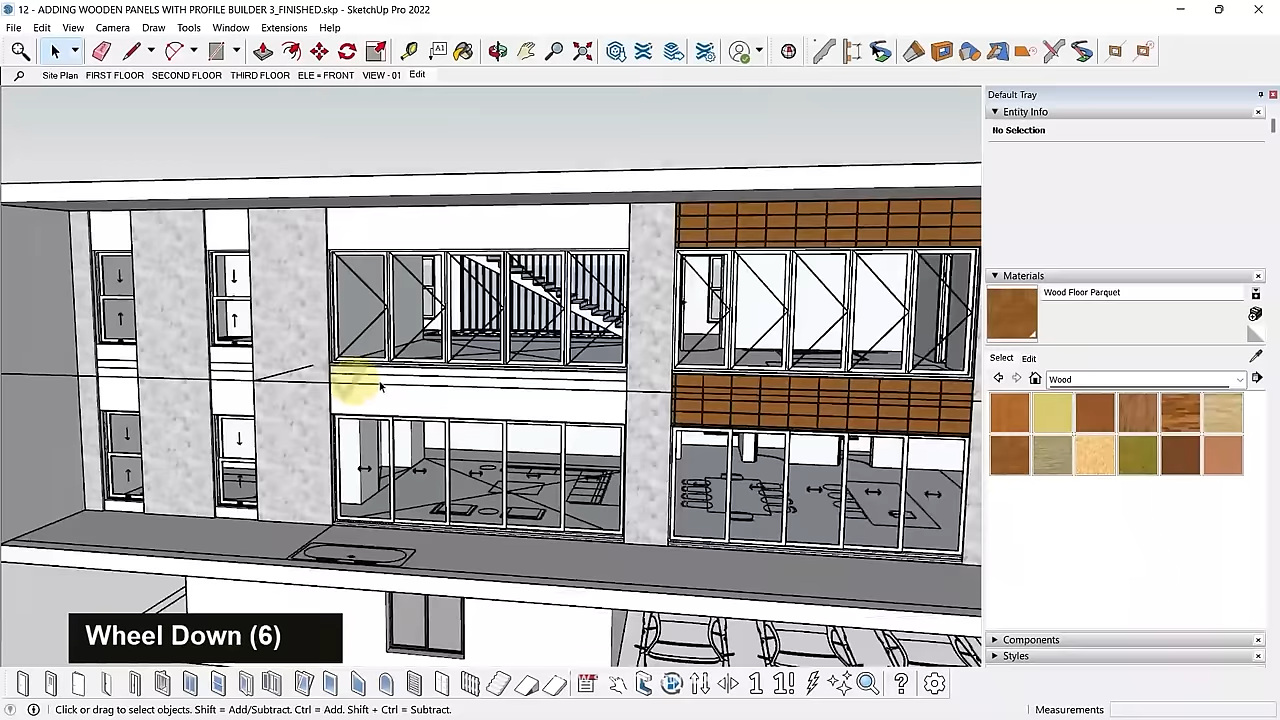 12 - ADDING WOODEN PANELS WITH PROFILE BUILDER 3_FINISHED.skp - SketchUp Pro 2022
File Edit View Camera Draw Tools Window Extensions Help
Site Plan FIRST FLOOR SECOND FLOOR THIRD FLOOR ELE = FRONT VIEW - 01 Edit
Default Tray
Entity Info
No Selection
Materials
Wood Floor Parquet
Select Edit
Wood
Components
Styles
Wheel Down (6)
Click or drag to select objects. Shift = Add/Subtract. Ctrl = Add. Shift + Ctrl = Subtract.
Measurements